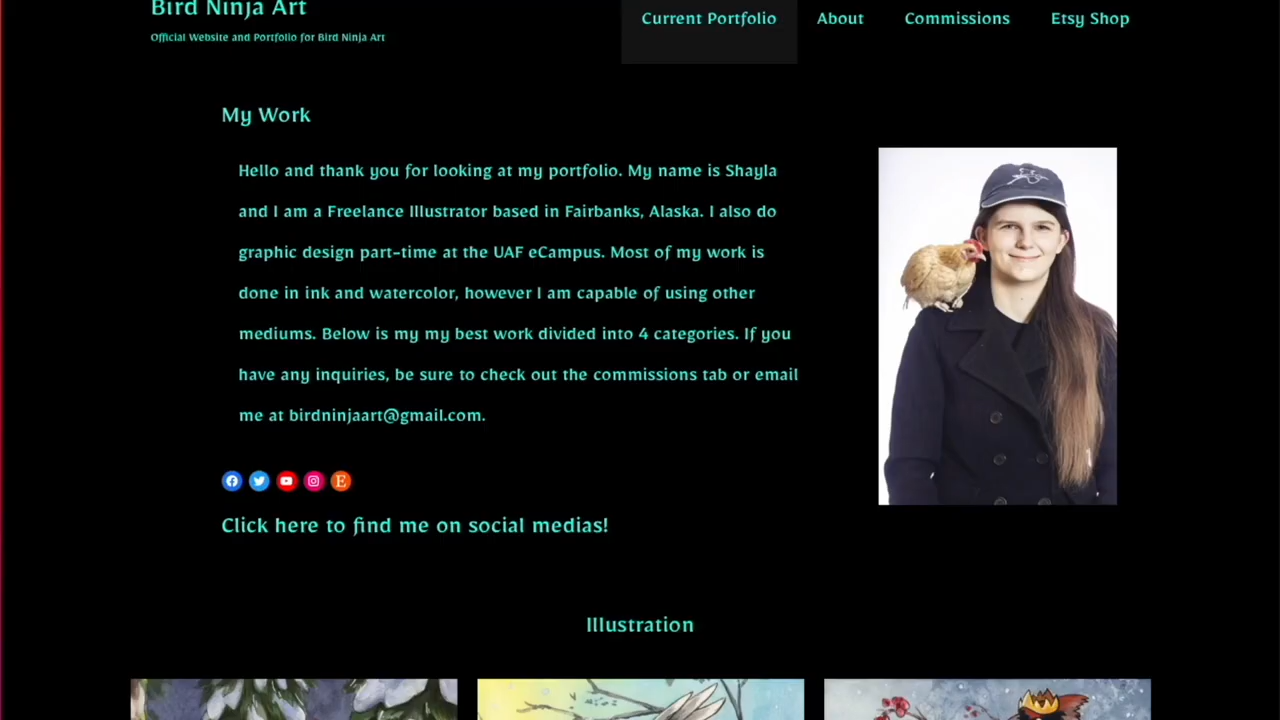 Bird Ninja Art
Official Website and Portfolio for Bird Ninja Art
Current Portfolio
About
Commissions
Etsy Shop
My Work
Hello and thank you for looking at my portfolio. My name is Shayla
and I am a Freelance Illustrator based in Fairbanks, Alaska. I also do
graphic design part-time at the UAF eCampus. Most of my work is
done in ink and watercolor, however I am capable of using other
mediums. Below is my my best work divided into 4 categories. If you
have any inquiries, be sure to check out the commissions tab or email
me at birdninjaart@gmail.com.
Click here to find me on social medias!
Illustration